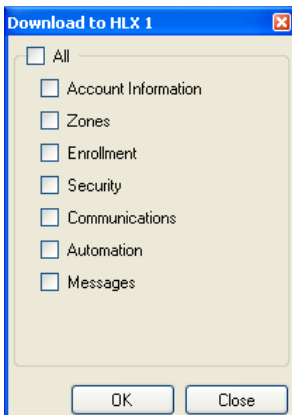 Download to HLX 1
All
Account Information
Zones
Enrollment
Security
Communications
Automation
Messages
OK Close